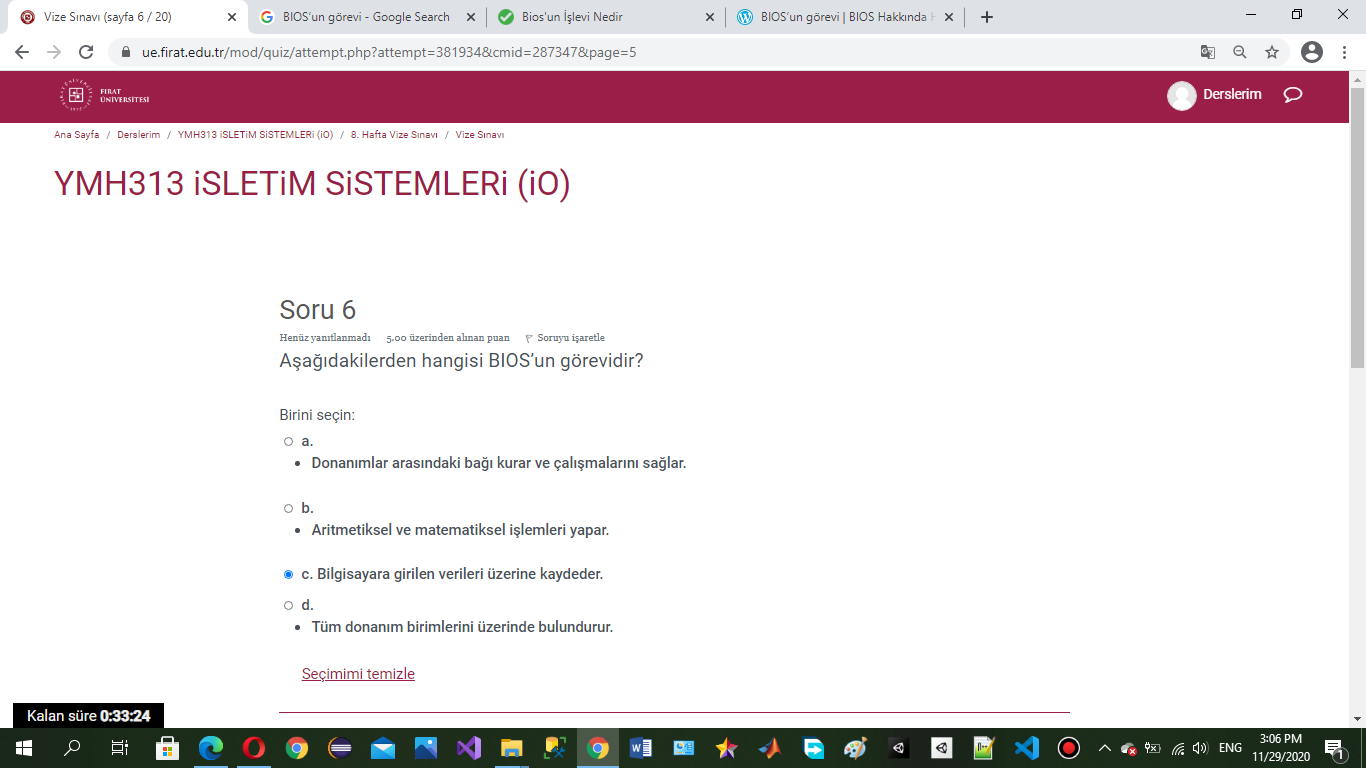 Vize Sınavı (sayfa 6 / 20)
BIOS'un görevi - Google Search
Bios'un İşlevi Nedir
BIOS'un görevi | BIOS Hakkında
ue.firat.edu.tr/mod/quiz/attempt.php?attempt=381934&cmid=287347&page=5
FIRAT
ÜNİVERSİTESİ
Derslerim
Ana Sayfa / Derslerim / YMH313 iSLETiM SiSTEMLERi (iO) / 8. Hafta Vize Sınavı / Vize Sınavı
YMH313 iSLETiM SiSTEMLERi (iO)
Soru 6
Henüz yanıtlanmadı 5,00 üzerinden alınan puan Soruyu işaretle
Aşağıdakilerden hangisi BIOS’un görevidir?
Birini seçin:
a.
• Donanımlar arasındaki bağı kurar ve çalışmalarını sağlar.
b.
• Aritmetiksel ve matematiksel işlemleri yapar.
c. Bilgisayara girilen verileri üzerine kaydeder.
d.
• Tüm donanım birimlerini üzerinde bulundurur.
Seçimimi temizle
Kalan süre 0:33:24
ENG
3:06 PM
11/29/2020
1